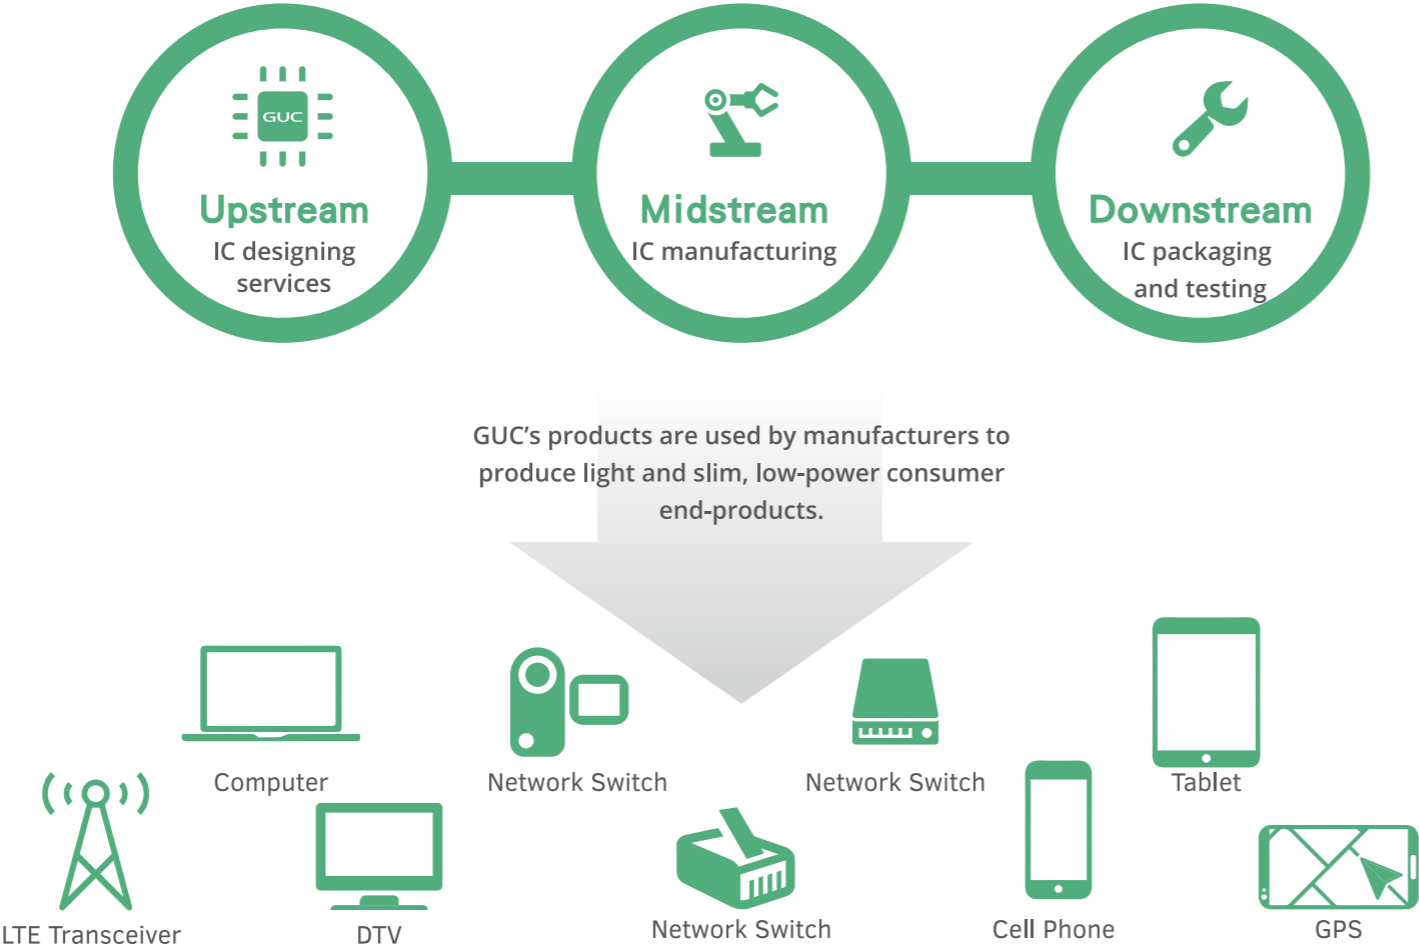 GUC
Upstream
IC designing
services
Midstream
IC manufacturing
Downstream
IC packaging
and testing
GUC’s products are used by manufacturers to
produce light and slim, low-power consumer
end-products.
Computer
Network Switch
Network Switch
Tablet
LTE Transceiver
DTV
Network Switch
Cell Phone
GPS